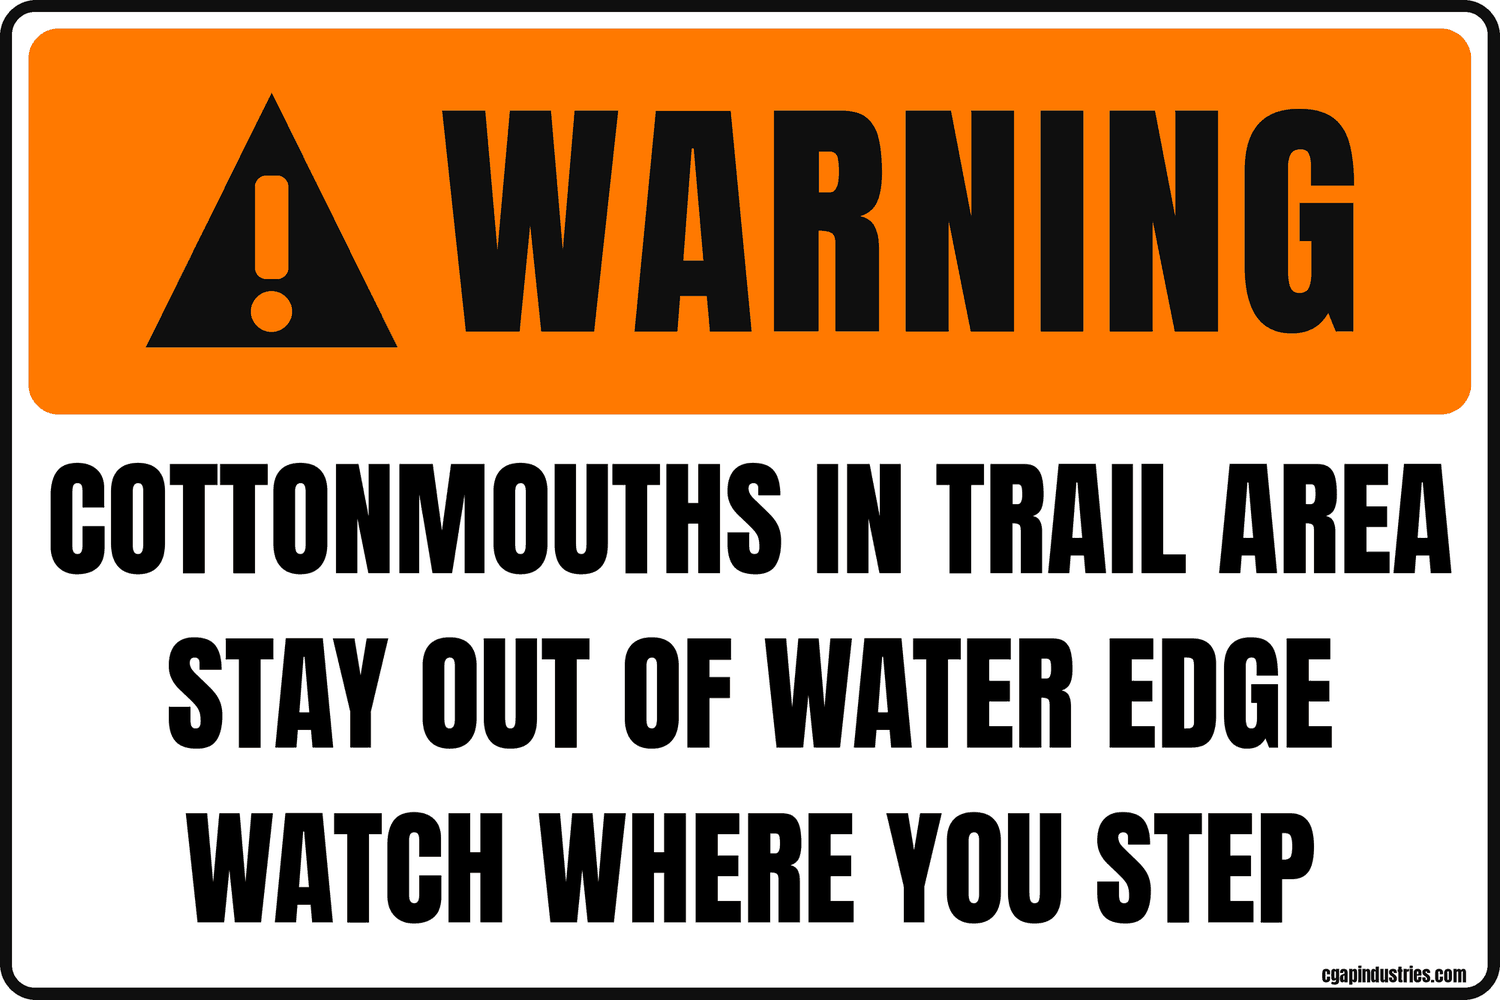 WARNING
COTTONMOUTHS IN TRAIL AREA
STAY OUT OF WATER EDGE
WATCH WHERE YOU STEP
cgapindustries.com